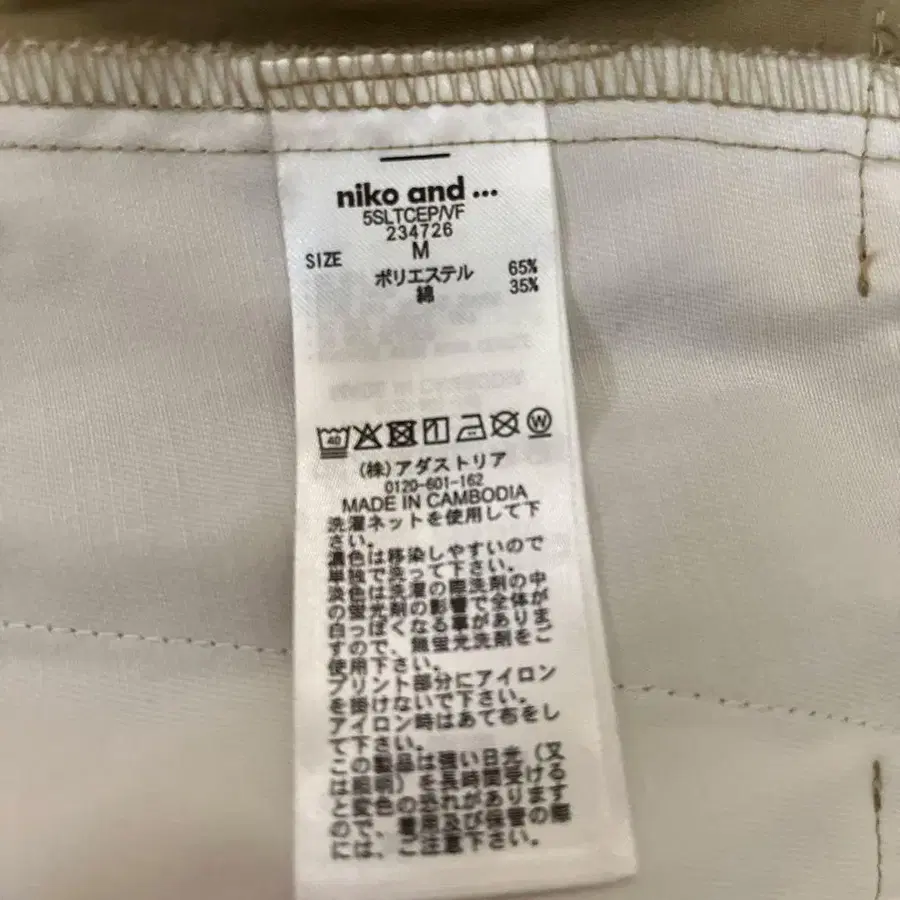 niko and ...
5SLTCEP/VF
234726
SIZE M
ポリエステル 65%
綿 35%
40
W
(株)アダストリア
0120-601-162
MADE IN CAMBODIA
洗濯ネットを使用して下
さい。
濃色は移染しやすいので
単独で洗って下さい。
淡色は洗濯の際洗剤の中
の蛍光剤の影響で全体が
白っぽくなる事がありま
すので、無蛍光洗剤をご
使用下さい。
プリント部分にアイロン
を掛けないで下さい。
アイロン時はあて布をし
て下さい。
この製品は強い日光(又
は照明)を長時間受ける
と変色の恐れがあります
ので、着用及び保管の際
には、ご注意下さい。